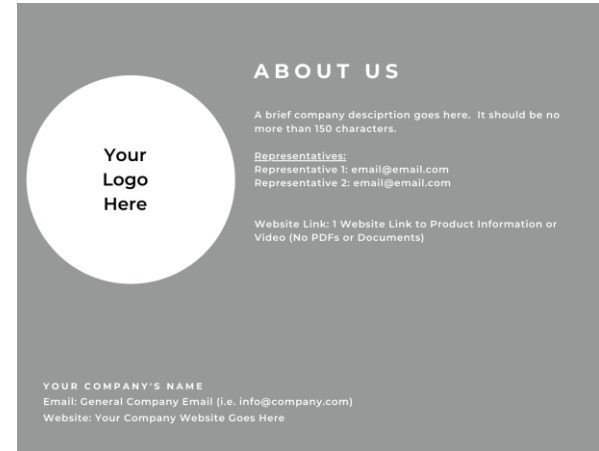 ABOUT US
A brief company desciprtion goes here. It should be no
more than 150 characters.
Representatives:
Representative 1: email@email.com
Representative 2: email@email.com
Website Link: 1 Website Link to Product Information or
Video (No PDFs or Documents)
Your
Logo
Here
YOUR COMPANY'S NAME
Email: General Company Email (i.e. info@company.com)
Website: Your Company Website Goes Here